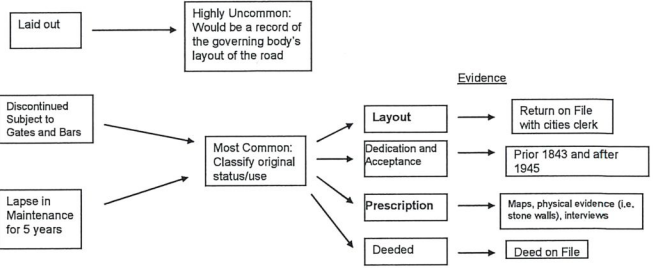 Laid out
Highly Uncommon:
Would be a record of
the governing body's
layout of the road
Evidence
Discontinued
Subject to
Gates and Bars
Lapse in
Maintenance
for 5 years
Most Common:
Classify original
status/use
Layout
Return on File
with cities clerk
Dedication and
Acceptance
Prior 1843 and after
1945
Prescription
Maps, physical evidence (i.e.
stone walls), interviews
Deeded
Deed on File